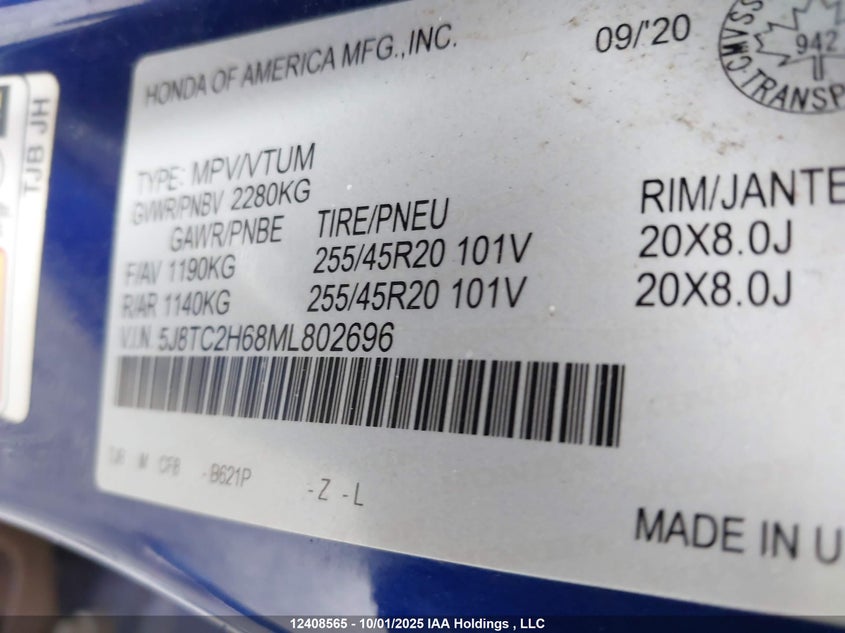 HONDA OF AMERICA MFG.,INC.
09/'20
CMVSS
942
TRANSP
TJB JH
TYPE: MPV/VTUM
GVWR/PNBV 2280KG
GAWR/PNBE TIRE/PNEU RIM/JANTE
F/AV 1190KG 255/45R20 101V 20X8.0J
R/AR 1140KG 255/45R20 101V 20X8.0J
V.I.N. 5J8TC2H68ML802696
CFB -B621P
-Z -L
MADE IN U
12408565 - 10/01/2025 IAA Holdings , LLC